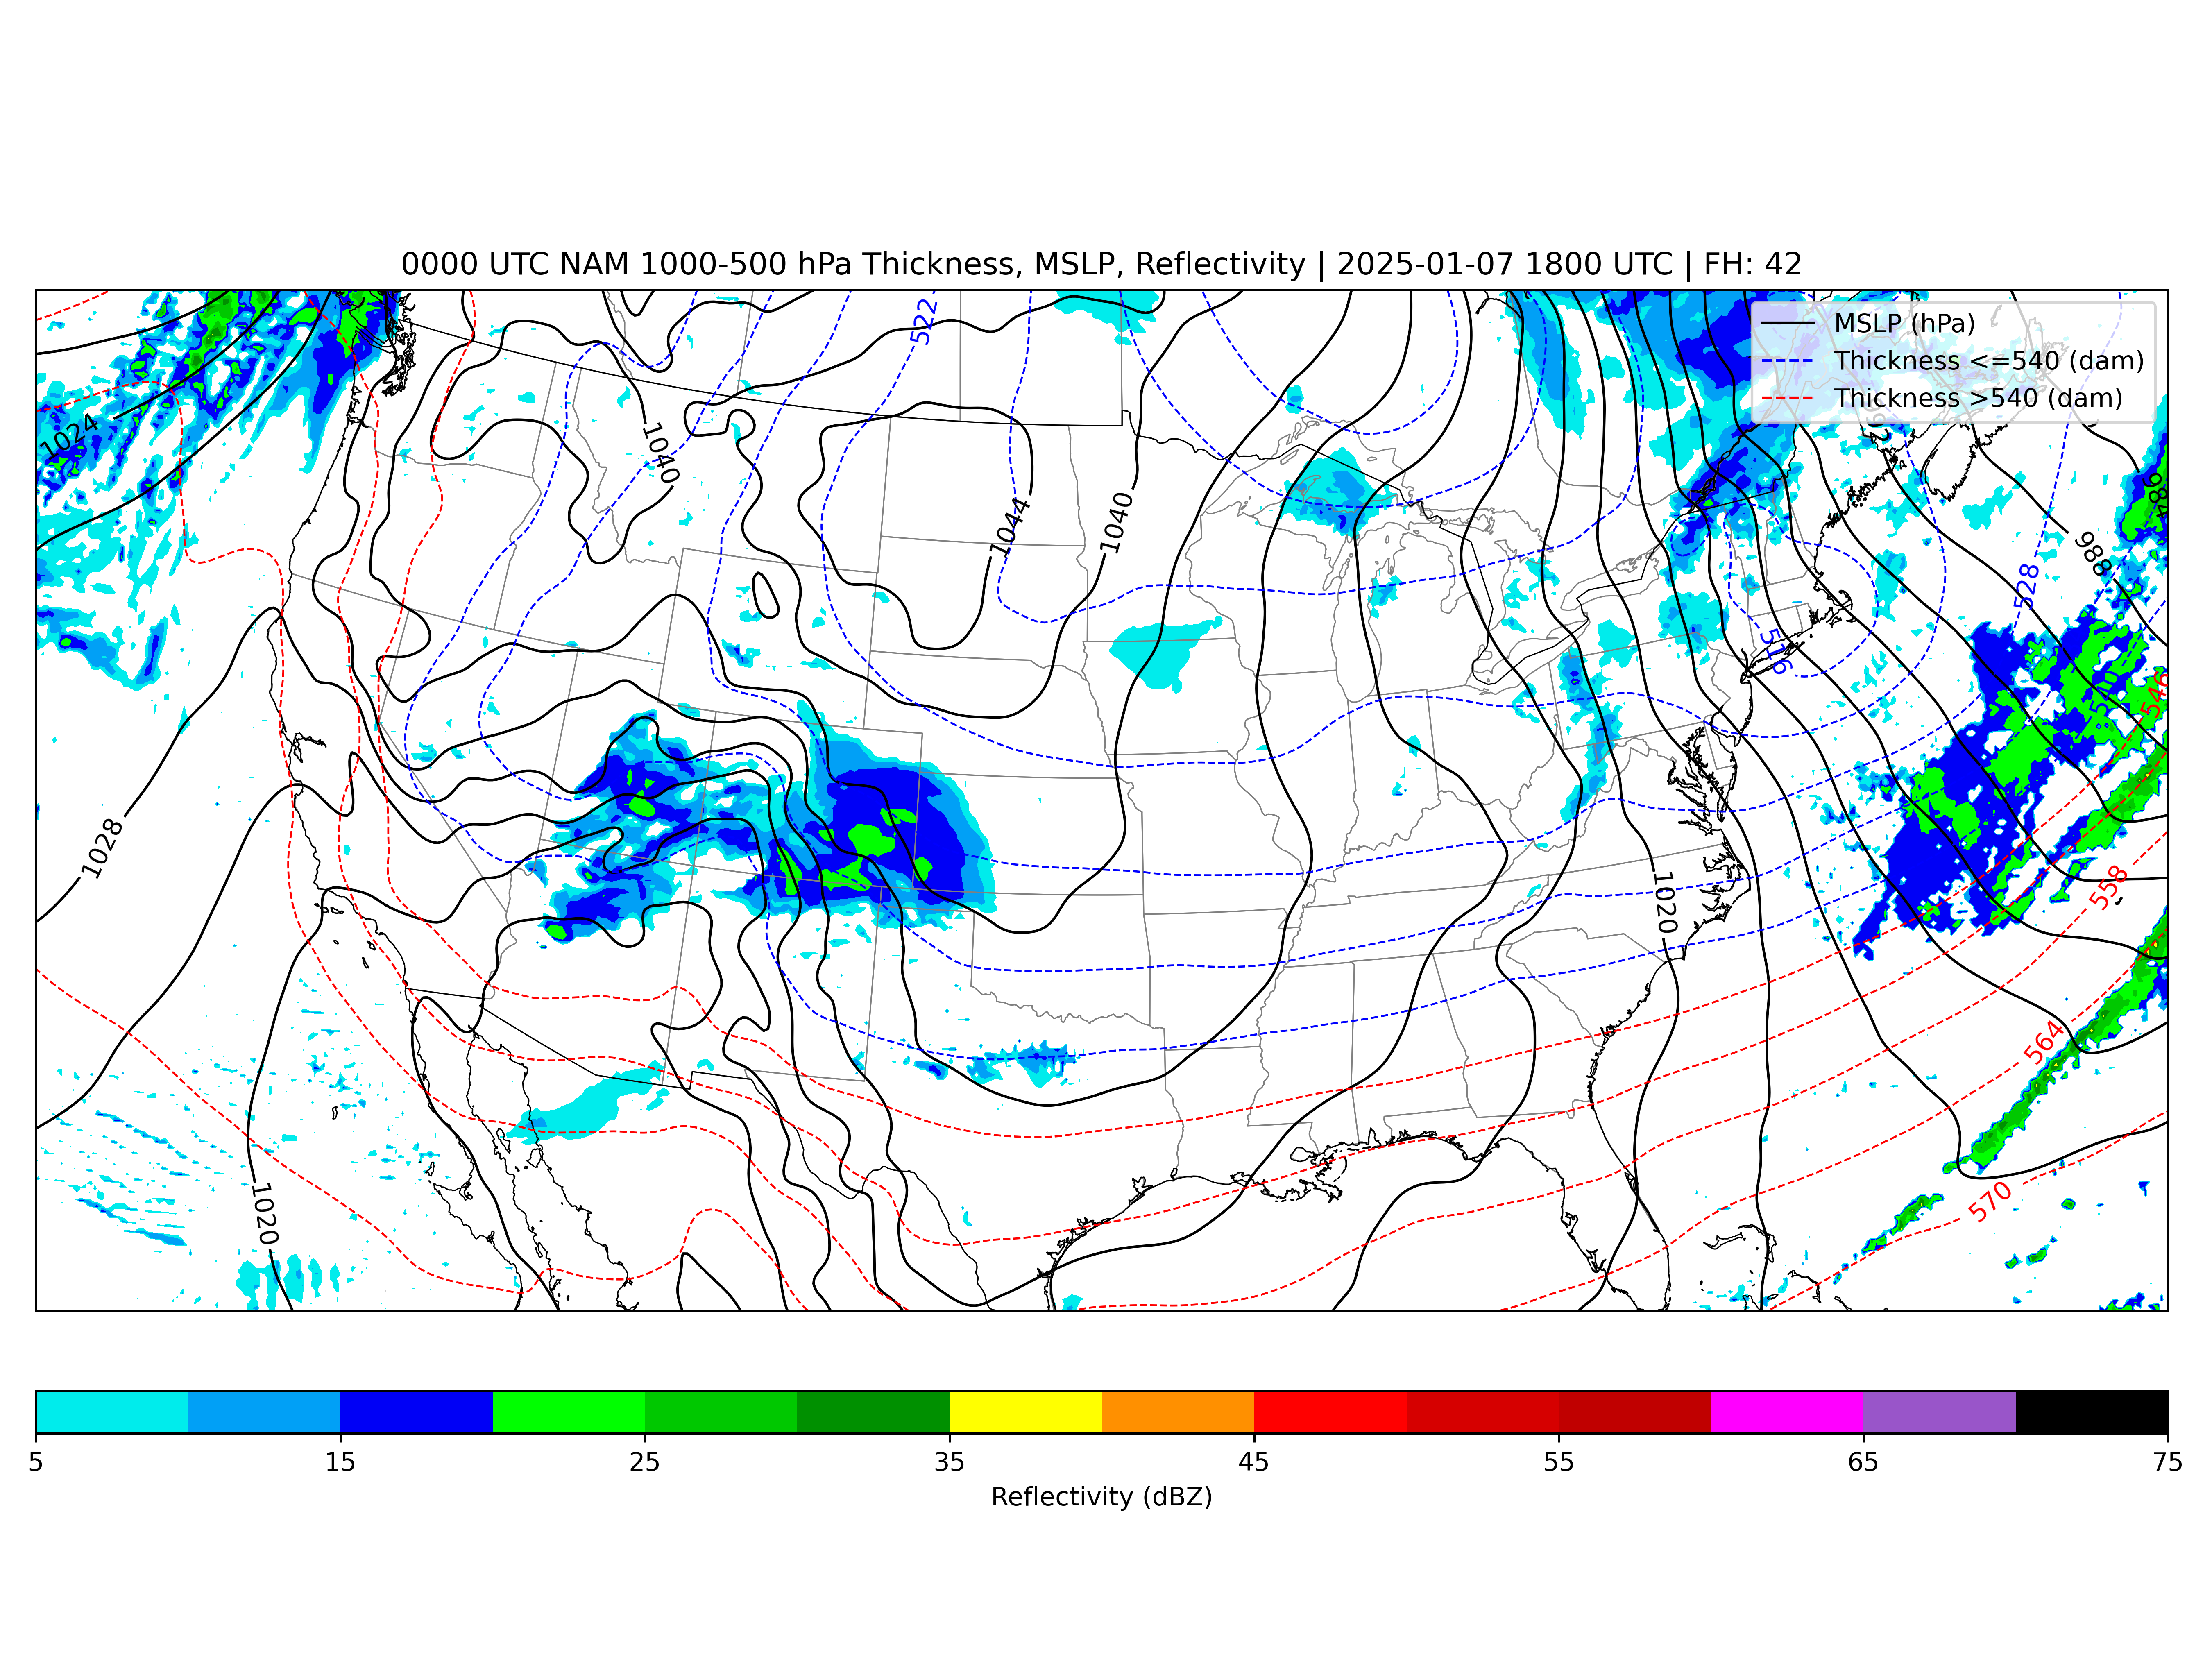 0000 UTC NAM 1000-500 hPa Thickness, MSLP, Reflectivity | 2025-01-07 1800 UTC | FH: 42
MSLP (hPa)
Thickness <=540 (dam)
Thickness >540 (dam)
522
1024
1040
1044
1040
984
988
528
516
546
1028
558
1020
564
570
1020
5 15 25 35 45 55 65 75
Reflectivity (dBZ)